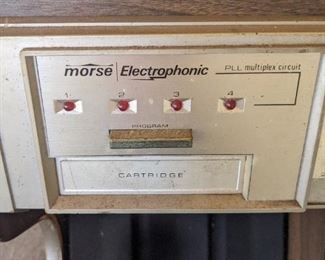 morse Electrophonic PLL multiplex circuit
1 2 3 4
PROGRAM
CARTRIDGE